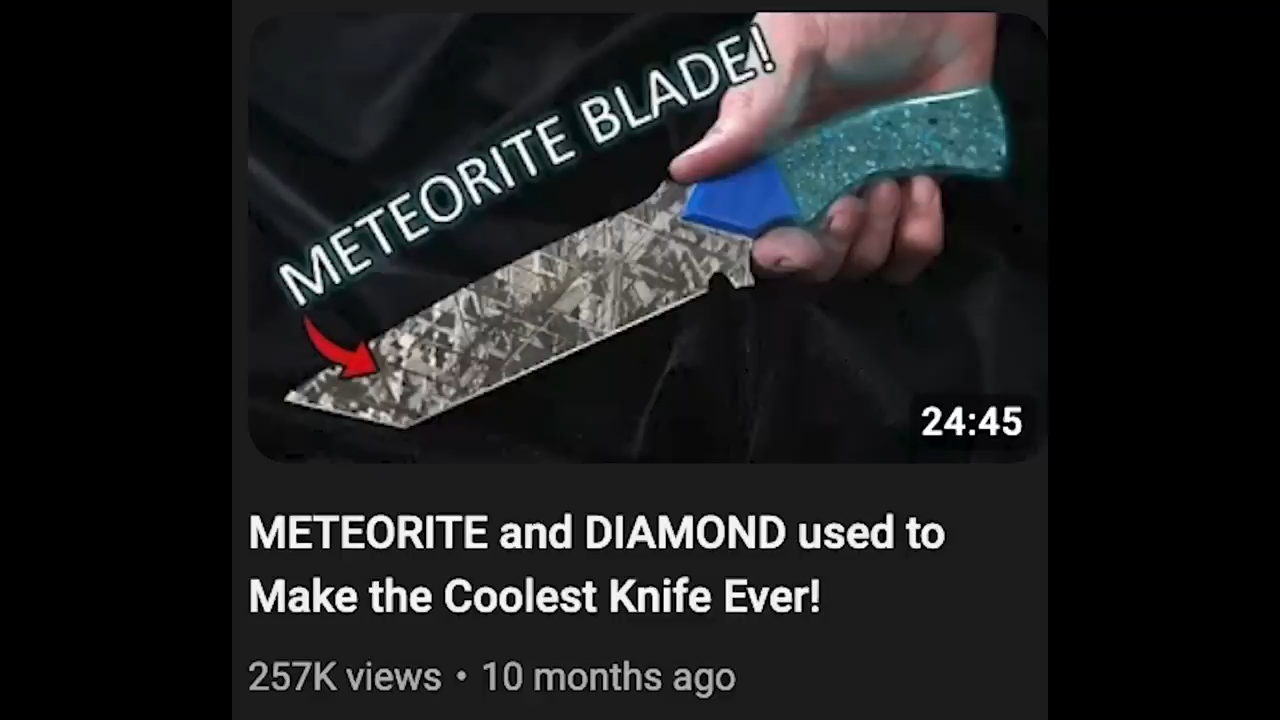 METEORITE BLADE!
24:45
METEORITE and DIAMOND used to
Make the Coolest Knife Ever!
257K views • 10 months ago